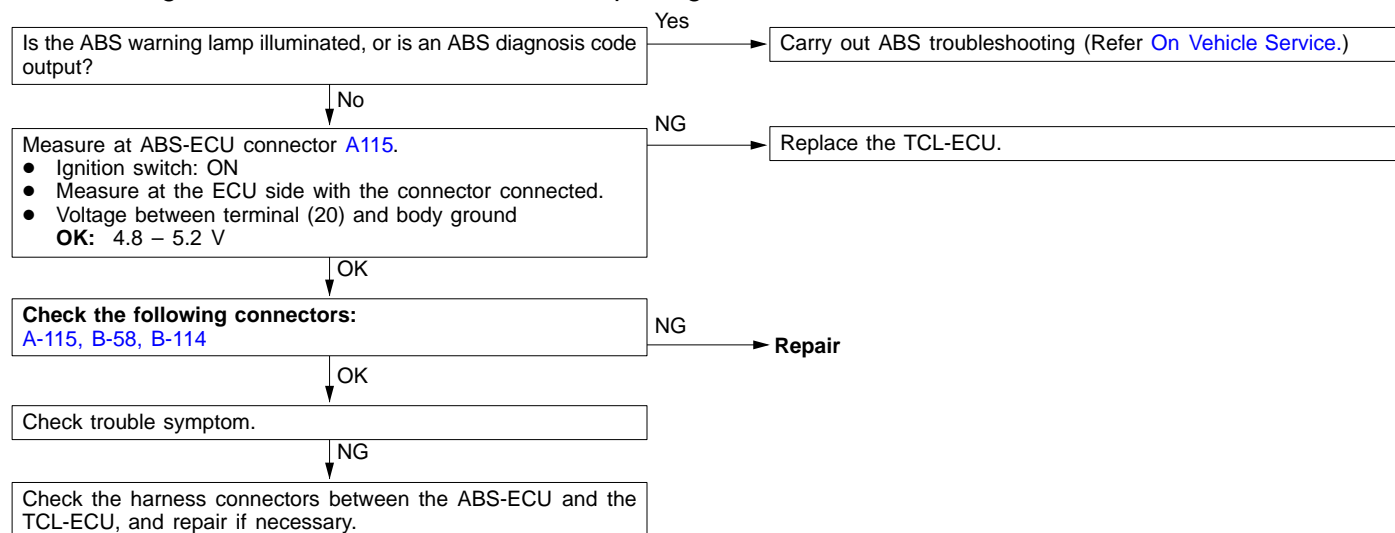 Yes
Is the ABS warning lamp illuminated, or is an ABS diagnosis code
output?
Carry out ABS troubleshooting (Refer On Vehicle Service.)
No
Measure at ABS-ECU connector A115.
● Ignition switch: ON
● Measure at the ECU side with the connector connected.
● Voltage between terminal (20) and body ground
OK: 4.8 – 5.2 V
NG
Replace the TCL-ECU.
OK
Check the following connectors:
A-115, B-58, B-114
NG
Repair
OK
Check trouble symptom.
NG
Check the harness connectors between the ABS-ECU and the
TCL-ECU, and repair if necessary.